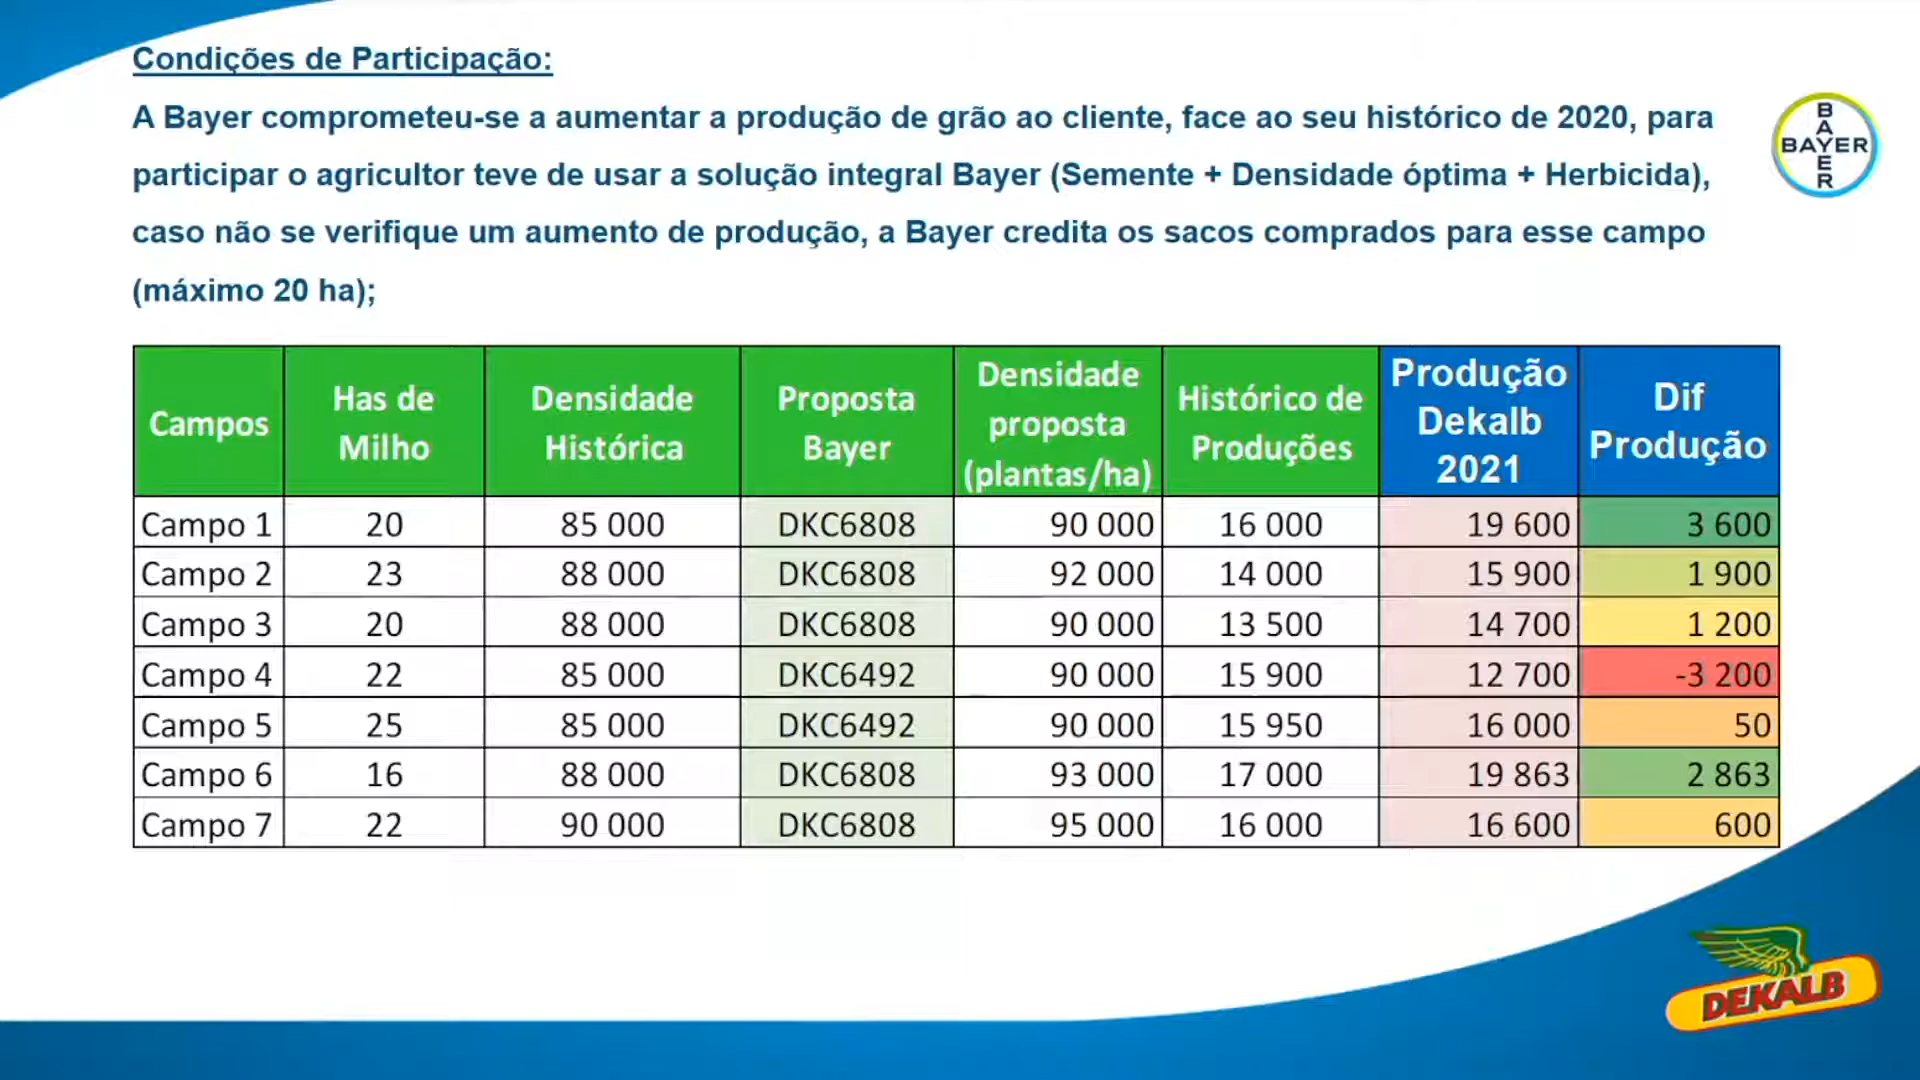 Condições de Participação:
A Bayer comprometeu-se a aumentar a produção de grão ao cliente, face ao seu histórico de 2020, para
participar o agricultor teve de usar a solução integral Bayer (Semente + Densidade óptima + Herbicida),
caso não se verifique um aumento de produção, a Bayer credita os sacos comprados para esse campo
(máximo 20 ha);
BAYER
BAYER
Campos Has de Milho Densidade Histórica Proposta Bayer Densidade proposta (plantas/ha) Histórico de Produções Produção Dekalb 2021 Dif Produção
Campo 1 20 85 000 DKC6808 90 000 16 000 19 600 3 600
Campo 2 23 88 000 DKC6808 92 000 14 000 15 900 1 900
Campo 3 20 88 000 DKC6808 90 000 13 500 14 700 1 200
Campo 4 22 85 000 DKC6492 90 000 15 900 12 700 -3 200
Campo 5 25 85 000 DKC6492 90 000 15 950 16 000 50
Campo 6 16 88 000 DKC6808 93 000 17 000 19 863 2 863
Campo 7 22 90 000 DKC6808 95 000 16 000 16 600 600
DEKALB